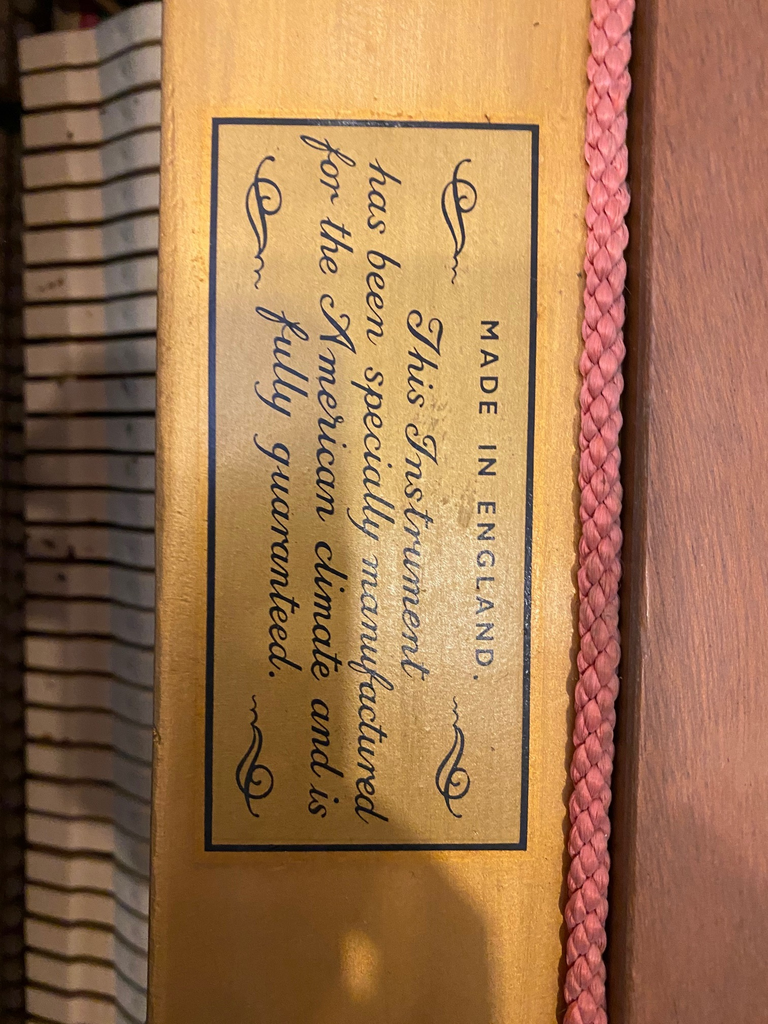 MADE IN ENGLAND.
This Instrument
has been specially manufactured
for the American climate and is
fully guaranteed.